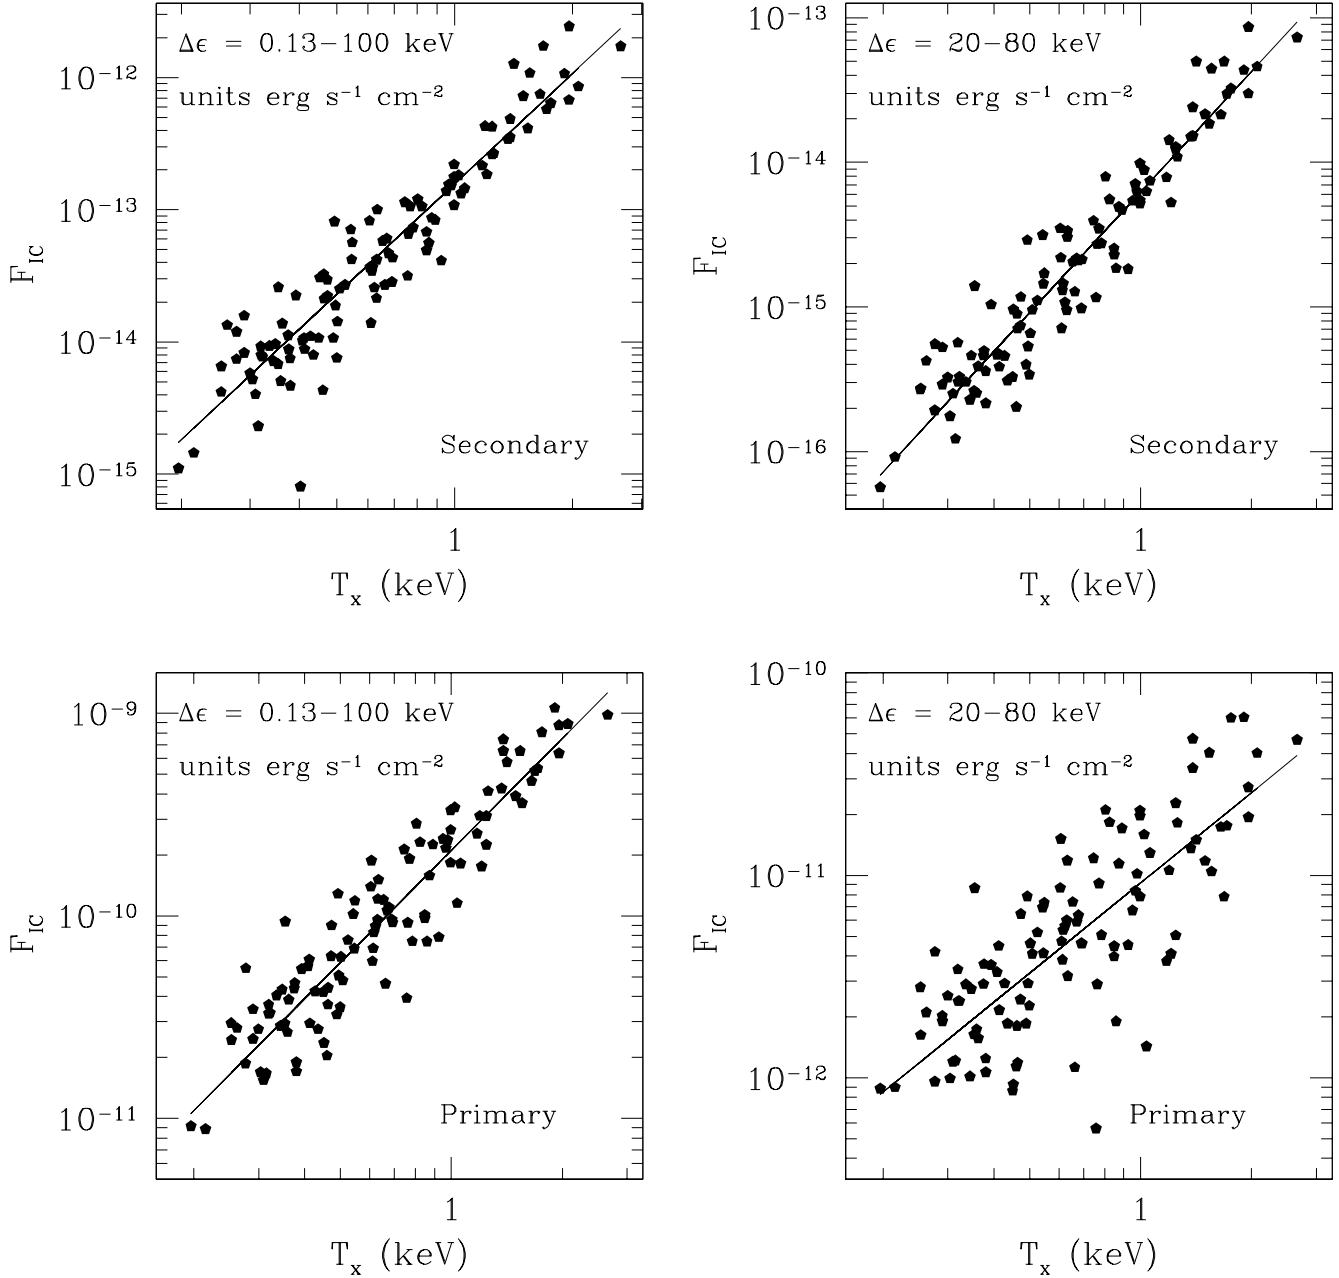 Δϵ = 0.13−100 keV
units erg s⁻¹ cm⁻²
10⁻¹²
10⁻¹³
10⁻¹⁴
10⁻¹⁵
F_IC
Secondary
1
T_x (keV)
Δϵ = 20−80 keV
units erg s⁻¹ cm⁻²
10⁻¹³
10⁻¹⁴
10⁻¹⁵
10⁻¹⁶
F_IC
Secondary
1
T_x (keV)
Δϵ = 0.13−100 keV
units erg s⁻¹ cm⁻²
10⁻⁹
10⁻¹⁰
10⁻¹¹
F_IC
Primary
1
T_x (keV)
Δϵ = 20−80 keV
units erg s⁻¹ cm⁻²
10⁻¹⁰
10⁻¹¹
10⁻¹²
F_IC
Primary
1
T_x (keV)